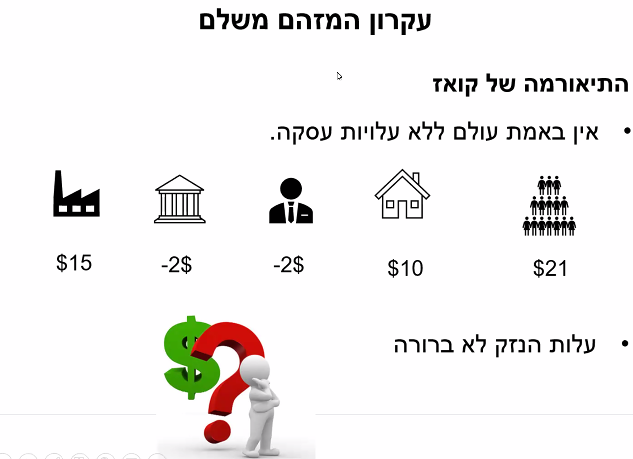 עקרון המזהם משלם
התיאורמה של קואז
• אין באמת עולם ללא עלויות עסקה.
$15 -2$ -2$ $10 $21
• עלות הנזק לא ברורה